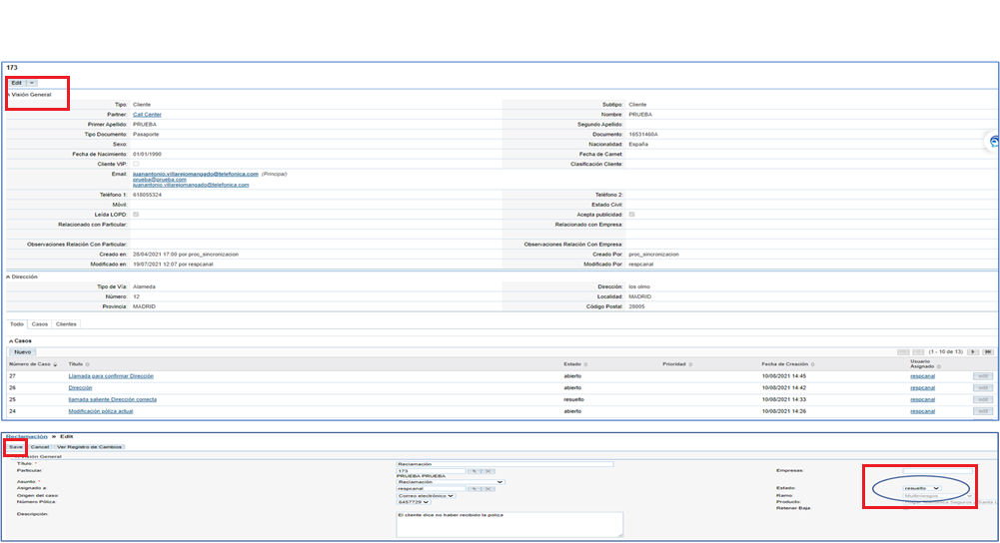 173
Edit
Visión General
Tipo: Cliente Subtipo: Cliente
Partner: Call Center Nombre: PRUEBA
Primer Apellido: PRUEBA Segundo Apellido:
Tipo Documento: Pasaporte Documento: 16531460A
Sexo: Nacionalidad: España
Fecha de Nacimiento: 01/01/1990 Fecha de Carnet:
Cliente VIP: Clasificación Cliente:
Email: juanantonio.villarejomangado@telefonica.com (Principal)
prueba@prueba.com
juanantonio.villarejomangado@telefonica.com
Teléfono 1: 618055324 Teléfono 2:
Móvil: Estado Civil:
Leída LOPD: Acepta publicidad:
Relacionado con Particular: Relacionado con Empresa:
Observaciones Relación Con Particular: Observaciones Relación Con Empresa:
Creado en: 28/04/2021 17:00 por proc_sincronizacion Creado Por: proc_sincronizacion
Modificado en: 19/07/2021 12:07 por respcanal Modificado Por: respcanal
Dirección
Tipo de Vía: Alameda Dirección: los olmo
Número: 12 Localidad: MADRID
Provincia: MADRID Código Postal: 28005
Todo Casos Clientes
Casos
Nuevo (1 - 10 de 13)
Número de Caso Título Estado Prioridad Fecha de Creación Usuario Asignado
27 Llamada para confirmar Dirección abierto 10/08/2021 14:45 respcanal edit
26 Dirección abierto 10/08/2021 14:42 respcanal edit
25 llamada saliente Dirección correcta resuelto 10/08/2021 14:33 respcanal edit
24 Modificación póliza actual abierto 10/08/2021 14:26 respcanal edit
Reclamación » Edit
Save Cancel Ver Registro de Cambios
Visión General
Título: * Reclamación
Particular: 173 Empresas:
PRUEBA PRUEBA
Asunto: * Reclamación
Asignado a: respcanal Estado: resuelto
Origen del caso: Correo electrónico Ramo: Multirriesgos
Número Póliza: 6457729 Producto:
Retener Baja:
Descripción: El cliente dice no haber recibido la poliza